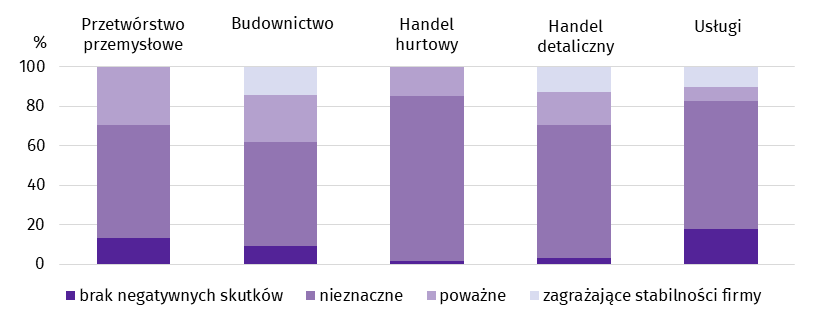 Przetwórstwo
przemysłowe
Budownictwo
Handel
hurtowy
Handel
detaliczny
Usługi
%
100
80
60
40
20
0
brak negatywnych skutków nieznaczne poważne zagrażające stabilności firmy